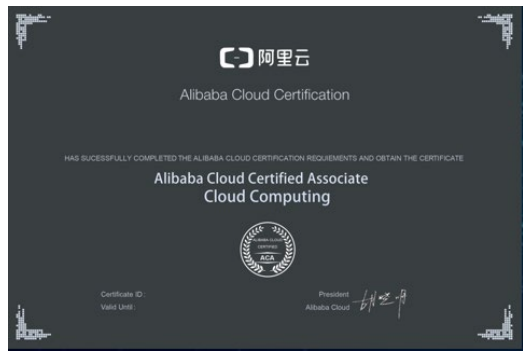 阿里云
Alibaba Cloud Certification
HAS SUCESSFULLY COMPLETED THE ALIBABA CLOUD CERTIFICATION REQUIEMENTS AND OBTAIN THE CERTIFICATE
Alibaba Cloud Certified Associate
Cloud Computing
ALIBABA CLOUD
CERTIFIED
ACA
Certificate ID :
Valid Until :
President
Alibaba Cloud